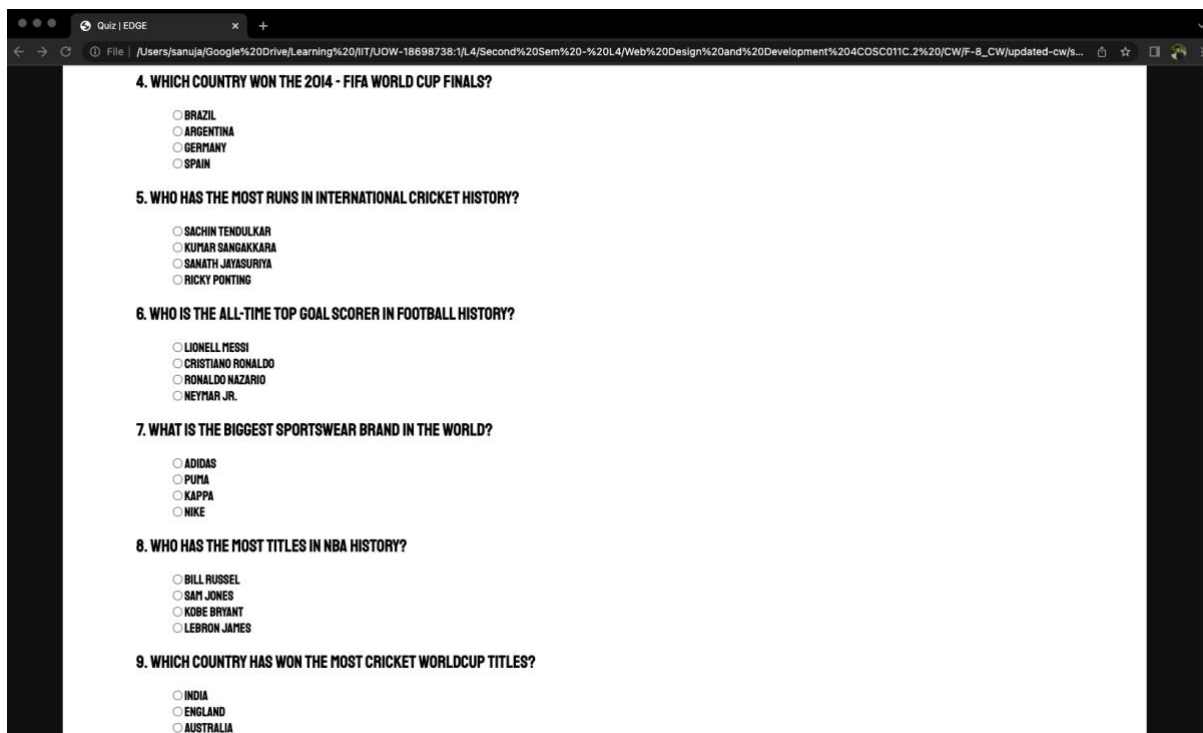 Quiz | EDGE
File | /Users/sanuja/Google%20Drive/Learning%20/IIT/UOW-18698738:1/L4/Second%20Sem%20-%20L4/Web%20Design%20and%20Development%204COSC011C.2%20/CW/F-8_CW/updated-cw/s...
4. WHICH COUNTRY WON THE 2014 - FIFA WORLD CUP FINALS?
BRAZIL
ARGENTINA
GERMANY
SPAIN
5. WHO HAS THE MOST RUNS IN INTERNATIONAL CRICKET HISTORY?
SACHIN TENDULKAR
KUMAR SANGAKKARA
SANATH JAYASURIYA
RICKY PONTING
6. WHO IS THE ALL-TIME TOP GOAL SCORER IN FOOTBALL HISTORY?
LIONELL MESSI
CRISTIANO RONALDO
RONALDO NAZARIO
NEYMAR JR.
7. WHAT IS THE BIGGEST SPORTSWEAR BRAND IN THE WORLD?
ADIDAS
PUMA
KAPPA
NIKE
8. WHO HAS THE MOST TITLES IN NBA HISTORY?
BILL RUSSEL
SAM JONES
KOBE BRYANT
LEBRON JAMES
9. WHICH COUNTRY HAS WON THE MOST CRICKET WORLDCUP TITLES?
INDIA
ENGLAND
AUSTRALIA